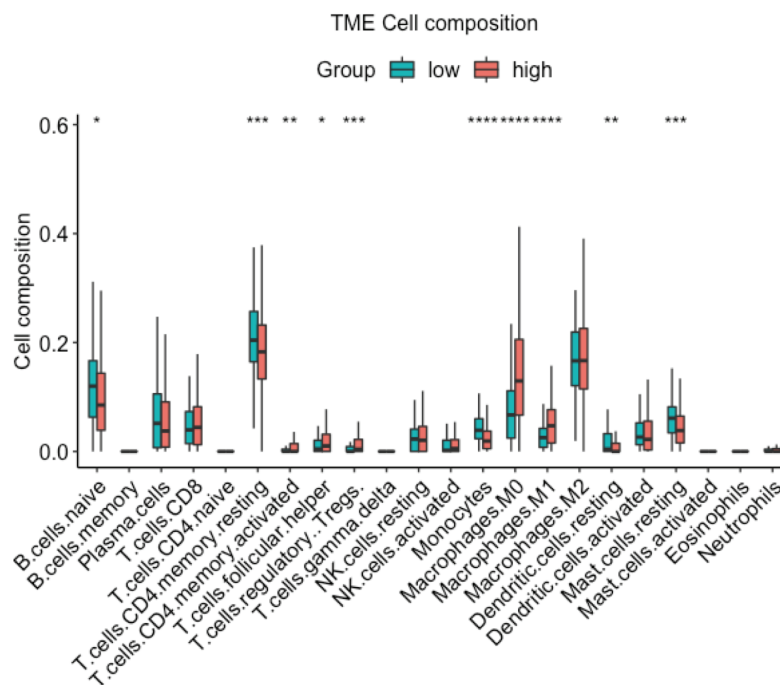 TME Cell composition
Group low high
* *** ** * *** **** **** **** ** ***
0.6
0.4
0.2
0.0
Cell composition
B.cells.naive
B.cells.memory
Plasma.cells
T.cells.CD8
T.cells.CD4.naive
T.cells.CD4.memory.resting
T.cells.CD4.memory.activated
T.cells.follicular.helper
T.cells.regulatory..Tregs.
T.cells.gamma.delta
NK.cells.resting
NK.cells.activated
Monocytes
Macrophages.M0
Macrophages.M1
Macrophages.M2
Dendritic.cells.resting
Dendritic.cells.activated
Mast.cells.resting
Mast.cells.activated
Eosinophils
Neutrophils